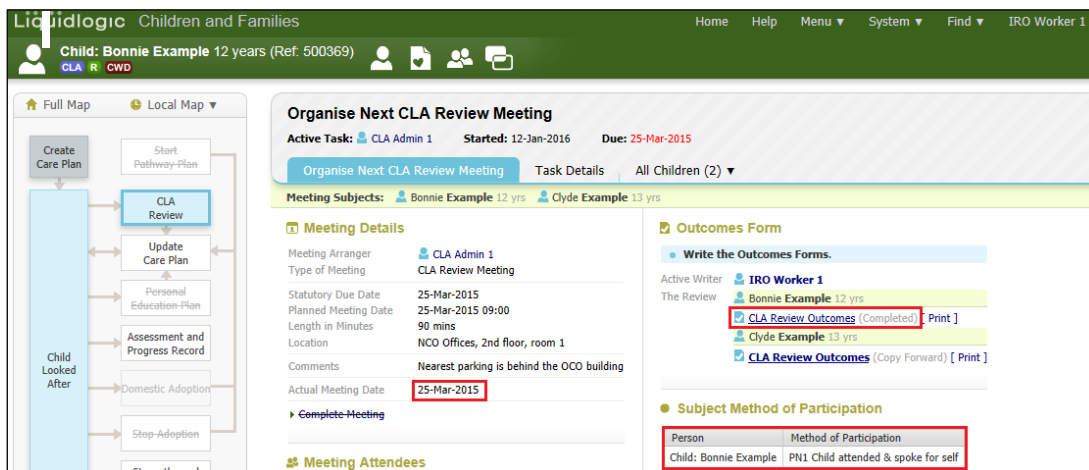 Liquidlogic Children and Families
Home Help Menu ▼ System ▼ Find ▼ IRO Worker 1
Child: Bonnie Example 12 years (Ref: 500369)
CLA R CWD
Full Map Local Map ▼
Create
Care Plan
Start
Pathway Plan
CLA
Review
Update
Care Plan
Personal
Education Plan
Assessment and
Progress Record
Child
Looked
After
Domestic Adoption
Stop Adoption
Organise Next CLA Review Meeting
Active Task: CLA Admin 1 Started: 12-Jan-2016 Due: 25-Mar-2015
Organise Next CLA Review Meeting Task Details All Children (2) ▼
Meeting Subjects: Bonnie Example 12 yrs Clyde Example 13 yrs
Meeting Details
Meeting Arranger CLA Admin 1
Type of Meeting CLA Review Meeting
Statutory Due Date 25-Mar-2015
Planned Meeting Date 25-Mar-2015 09:00
Length in Minutes 90 mins
Location NCO Offices, 2nd floor, room 1
Comments Nearest parking is behind the OCO building
Actual Meeting Date 25-Mar-2015
Complete Meeting
Meeting Attendees
Outcomes Form
Write the Outcomes Forms.
Active Writer IRO Worker 1
The Review Bonnie Example 12 yrs
CLA Review Outcomes (Completed) [ Print ]
Clyde Example 13 yrs
CLA Review Outcomes (Copy Forward) [ Print ]
Subject Method of Participation
Person Method of Participation
Child: Bonnie Example PN1 Child attended & spoke for self